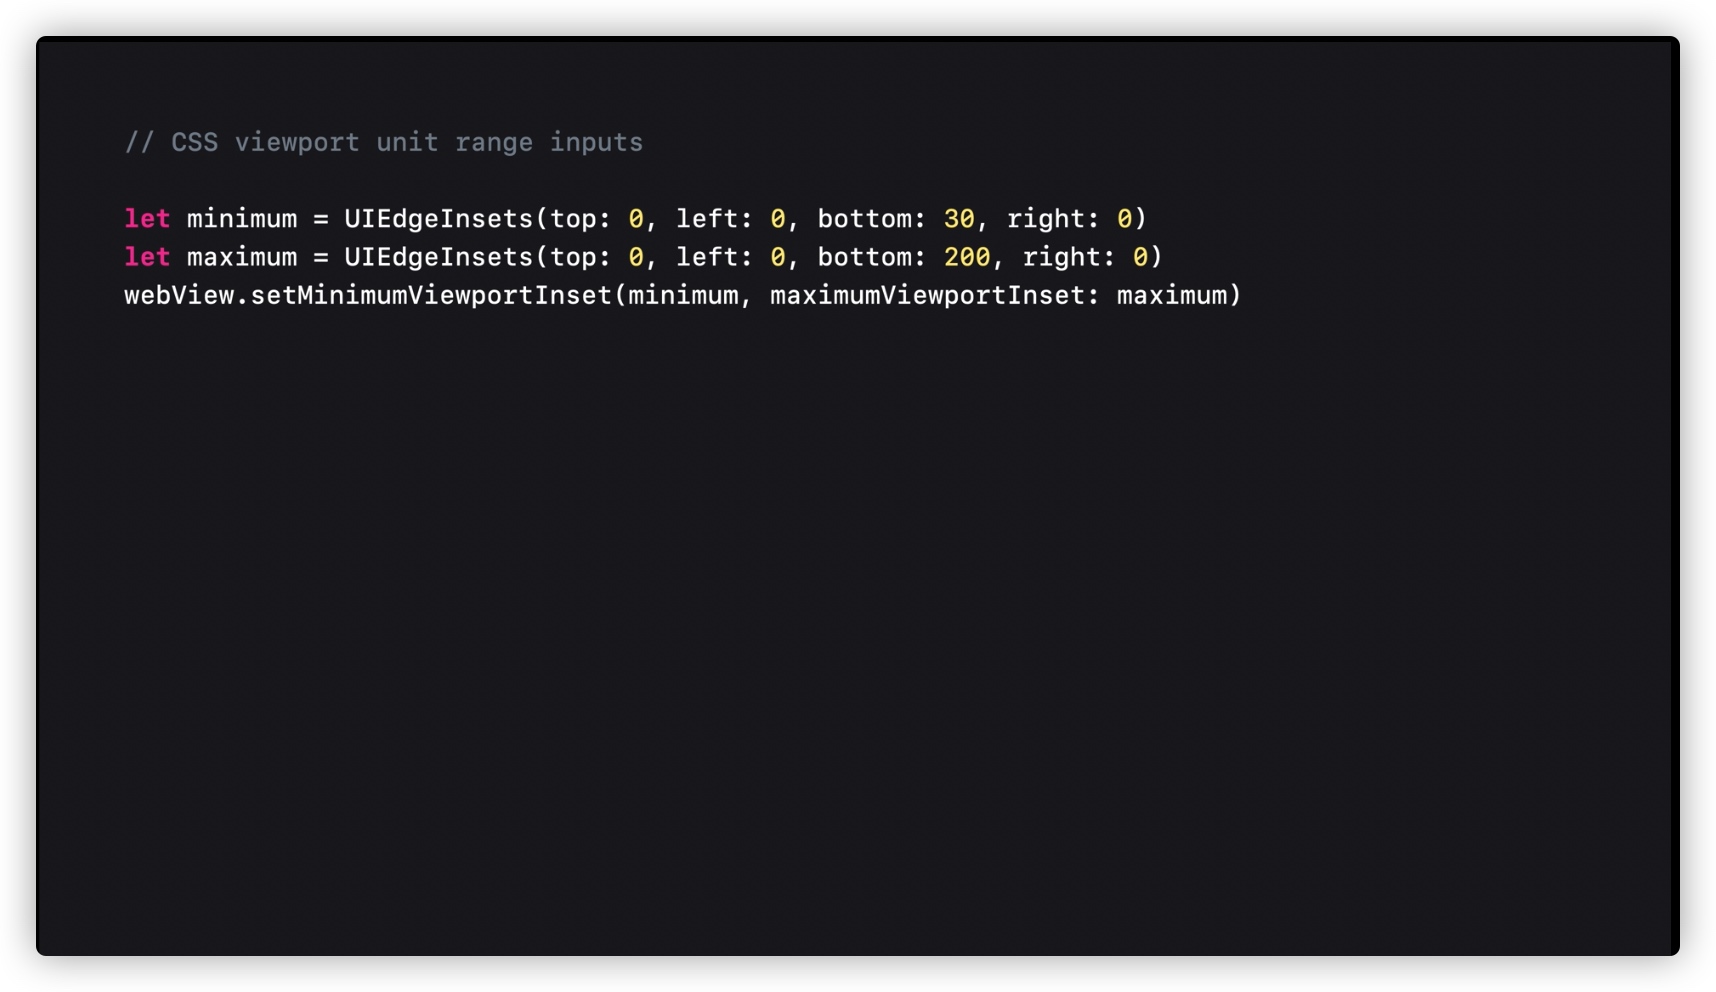 // CSS viewport unit range inputs
let minimum = UIEdgeInsets(top: 0, left: 0, bottom: 30, right: 0)
let maximum = UIEdgeInsets(top: 0, left: 0, bottom: 200, right: 0)
webView.setMinimumViewportInset(minimum, maximumViewportInset: maximum)